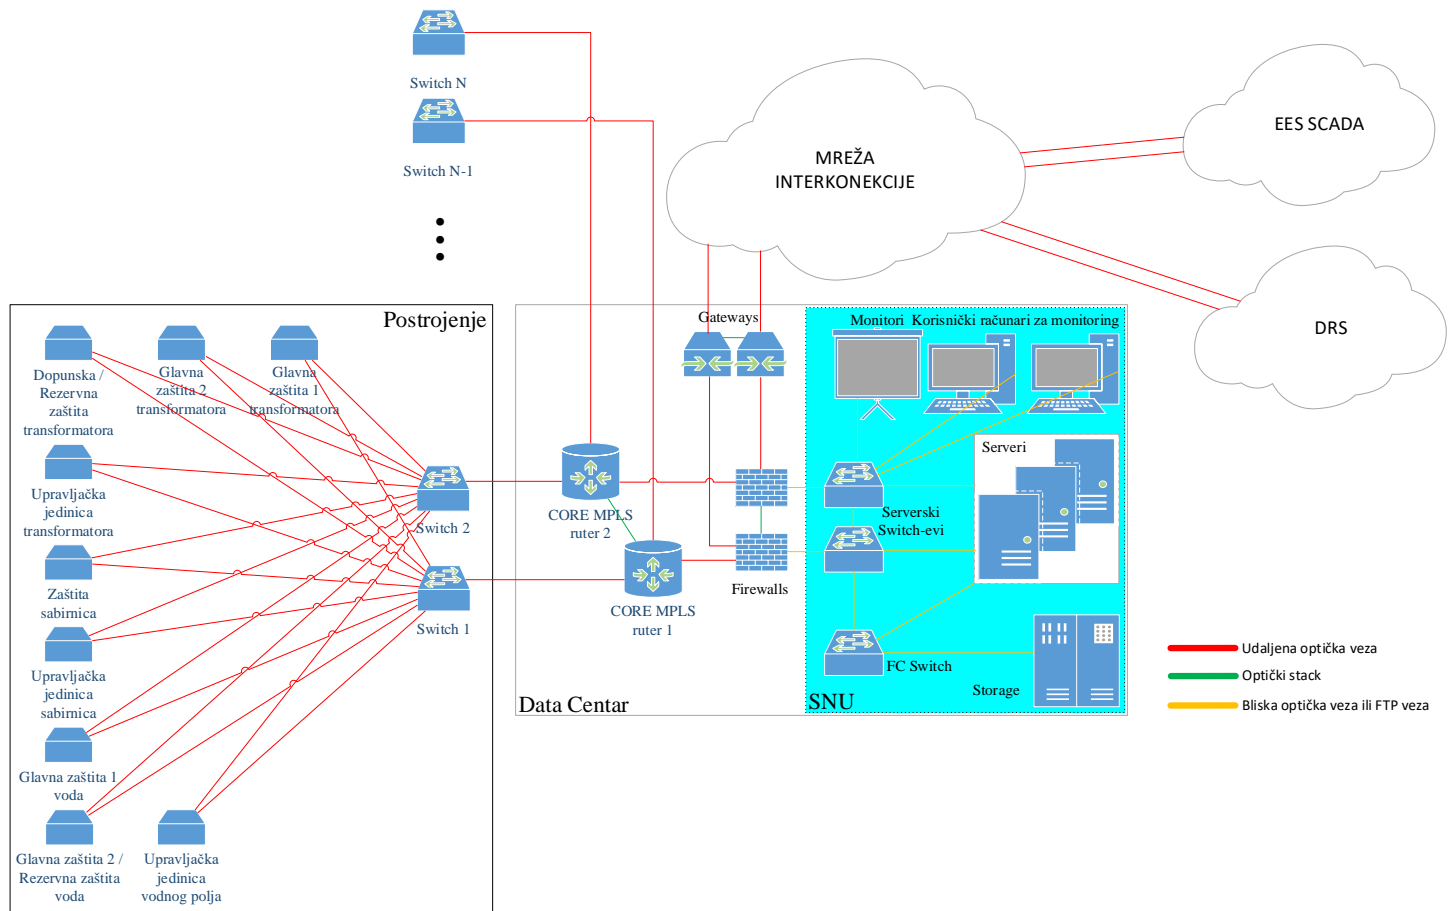 Switch N
Switch N-1
MREŽA
INTERKONEKCIJE
EES SCADA
DRS
Postrojenje
Dopunska /
Rezervna
zaštita
transformatora
Glavna
zaštita 2
transformatora
Glavna
zaštita 1
transformatora
Upravljačka
jedinica
transformatora
Zaštita
sabirnica
Upravljačka
jedinica
sabirnica
Glavna zaštita 1
voda
Glavna zaštita 2 /
Rezervna zaštita
voda
Upravljačka
jedinica
vodnog polja
Switch 2
Switch 1
CORE MPLS
ruter 2
CORE MPLS
ruter 1
Gateways
Firewalls
Data Centar
Monitori
Korisnički računari za monitoring
Serveri
Serverski
Switch-evi
FC Switch
Storage
SNU
Udaljena optička veza
Optički stack
Bliska optička veza ili FTP veza